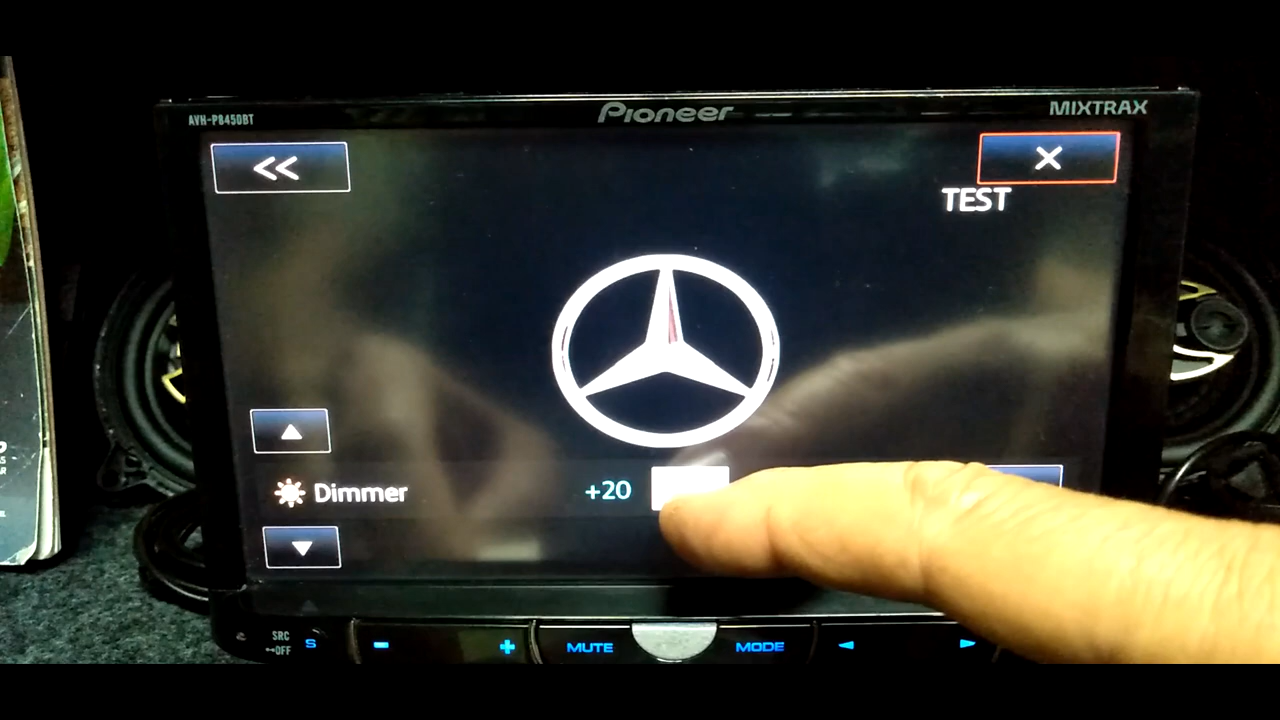 Pioneer
MIXTRAX
AVH-P8450BT
TEST
Dimmer +20
SRC
OFF
S
MUTE
MODE